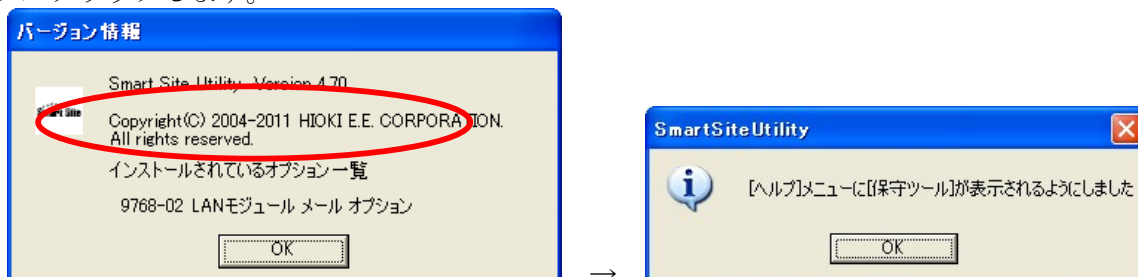 バージョン情報
Smart Site Utility Version 4.70
Copyright(C) 2004-2011 HIOKI E.E. CORPORATION.
All rights reserved.
インストールされているオプション一覧
9768-02 LANモジュール メール オプション
OK
→
SmartSiteUtility
[ヘルプ]メニューに[保守ツール]が表示されるようにしました
OK